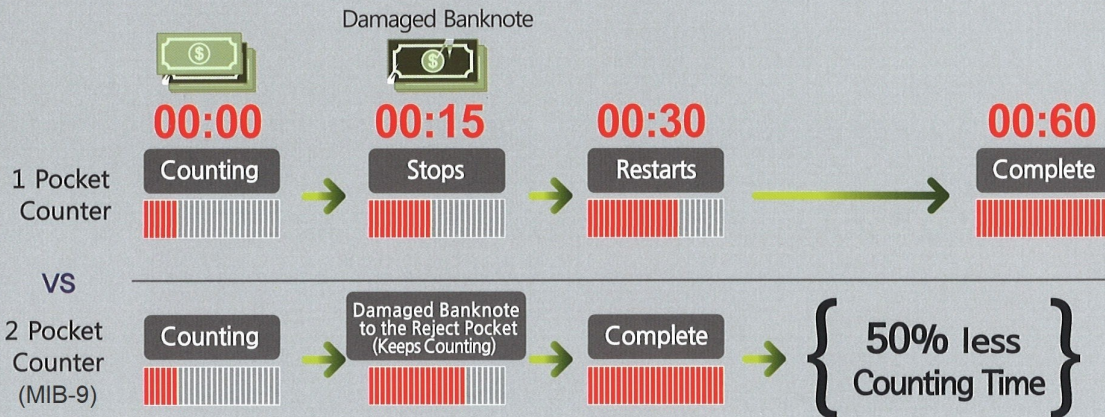 Damaged Banknote
$
$
00:00
00:15
00:30
00:60
1 Pocket
Counter
Counting
Stops
Restarts
Complete
VS
2 Pocket
Counter
(MIB-9)
Counting
Damaged Banknote
to the Reject Pocket
(Keeps Counting)
Complete
{ 50% less
Counting Time }